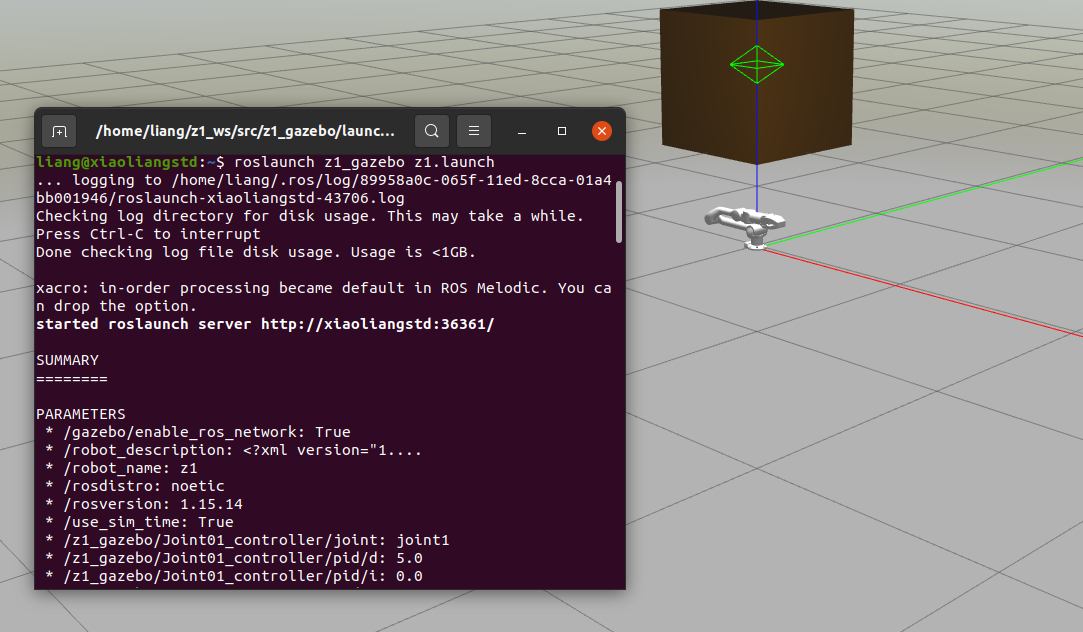 /home/liang/z1_ws/src/z1_gazebo/launc...
liang@xiaoliangstd:~$ roslaunch z1_gazebo z1.launch
... logging to /home/liang/.ros/log/89958a0c-065f-11ed-8cca-01a4
bb001946/roslaunch-xiaoliangstd-43706.log
Checking log directory for disk usage. This may take a while.
Press Ctrl-C to interrupt
Done checking log file disk usage. Usage is <1GB.
xacro: in-order processing became default in ROS Melodic. You ca
n drop the option.
started roslaunch server http://xiaoliangstd:36361/
SUMMARY
========
PARAMETERS
* /gazebo/enable_ros_network: True
* /robot_description: <?xml version="1....
* /robot_name: z1
* /rosdistro: noetic
* /rosversion: 1.15.14
* /use_sim_time: True
* /z1_gazebo/Joint01_controller/joint: joint1
* /z1_gazebo/Joint01_controller/pid/d: 5.0
* /z1_gazebo/Joint01_controller/pid/i: 0.0